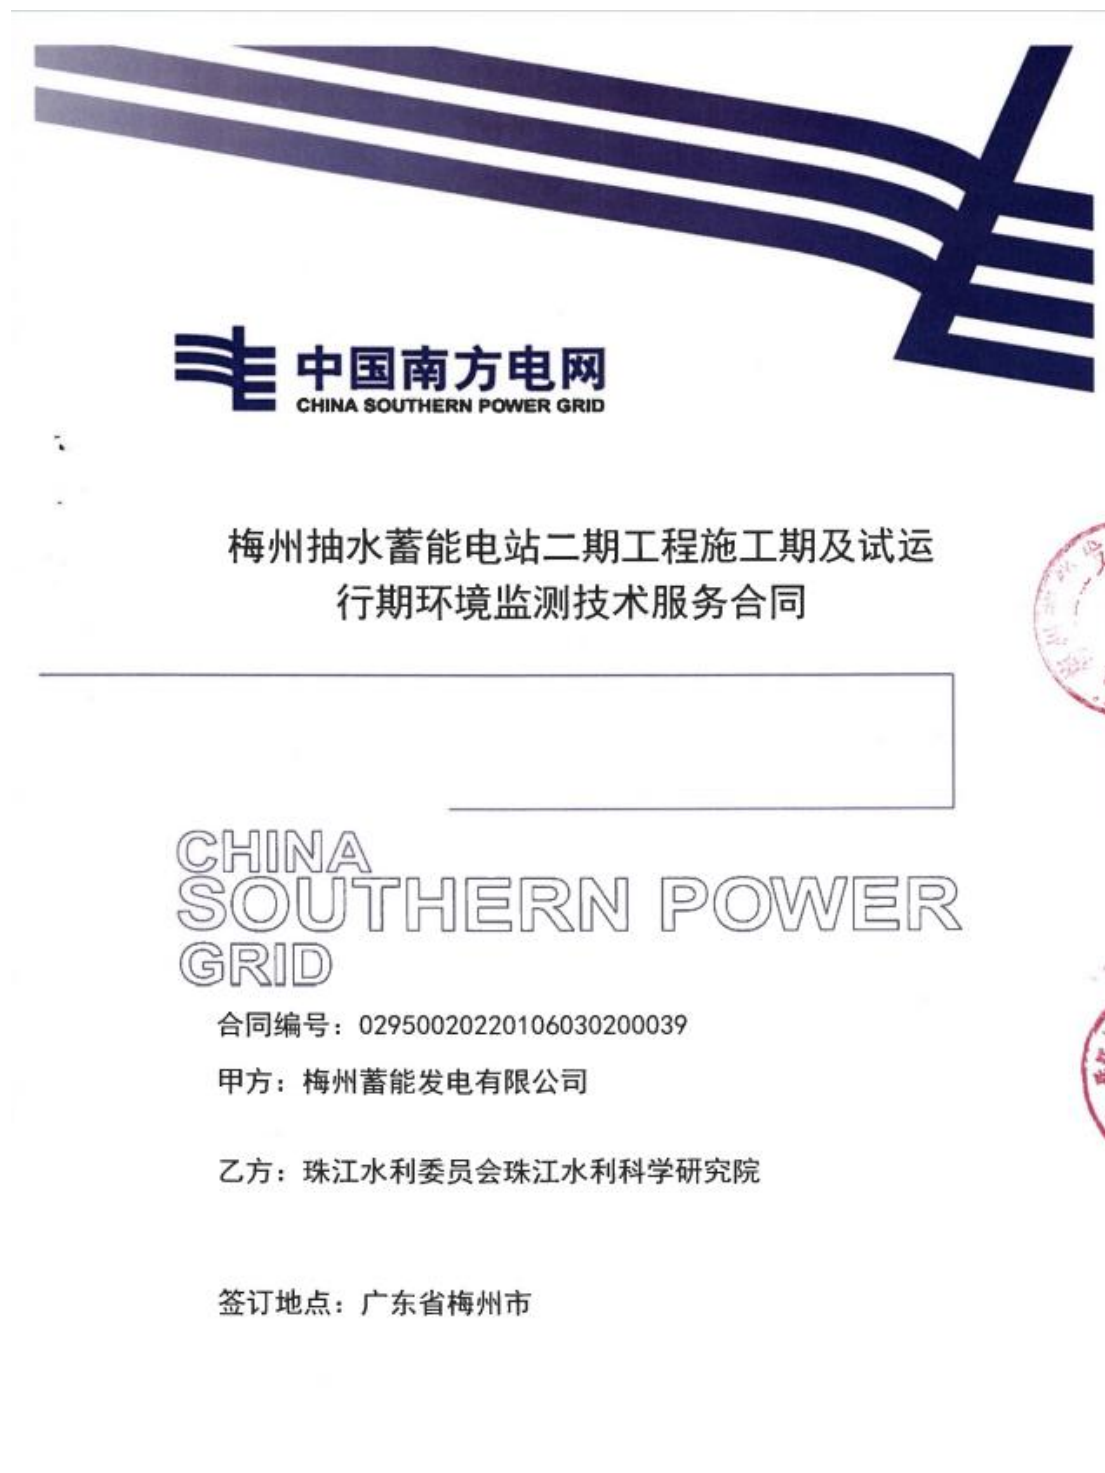 中国南方电网
CHINA SOUTHERN POWER GRID
梅州抽水蓄能电站二期工程施工期及试运
行期环境监测技术服务合同
CHINA
SOUTHERN POWER
GRID
合同编号：0295002022010603020​0039
甲方：梅州蓄能发电有限公司
乙方：珠江水利委员会珠江水利科学研究院
签订地点：广东省梅州市